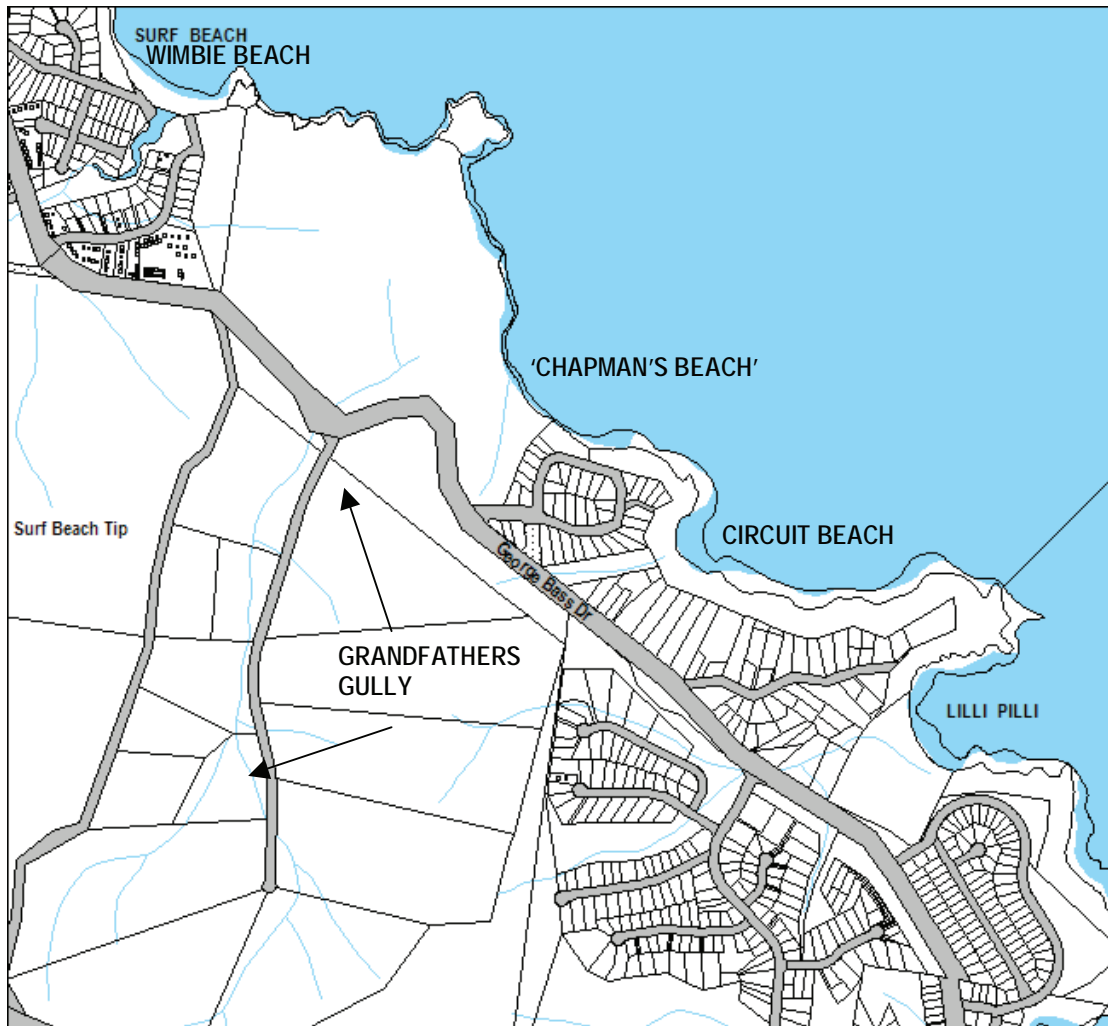 SURF BEACH
WIMBIE BEACH
‘CHAPMAN'S BEACH’
Surf Beach Tip
CIRCUIT BEACH
George Bass Dr
GRANDFATHERS
GULLY
LILLI PILLI